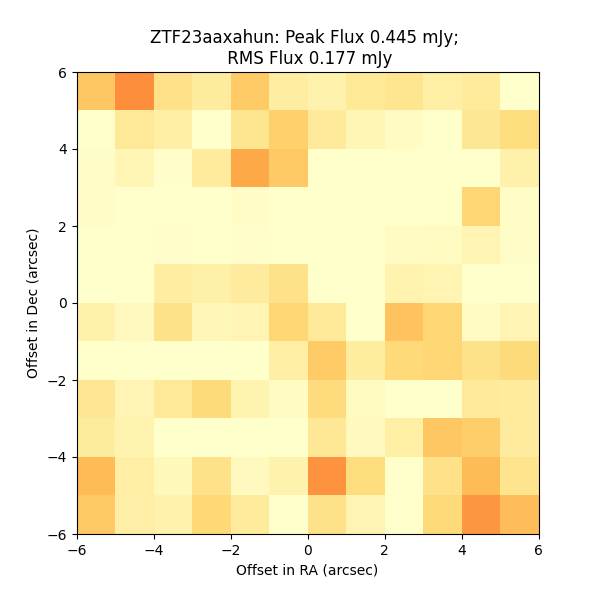 ZTF23aaxahun: Peak Flux 0.445 mJy;
RMS Flux 0.177 mJy
6
4
2
0
−2
−4
−6
Offset in Dec (arcsec)
−6 −4 −2 0 2 4 6
Offset in RA (arcsec)